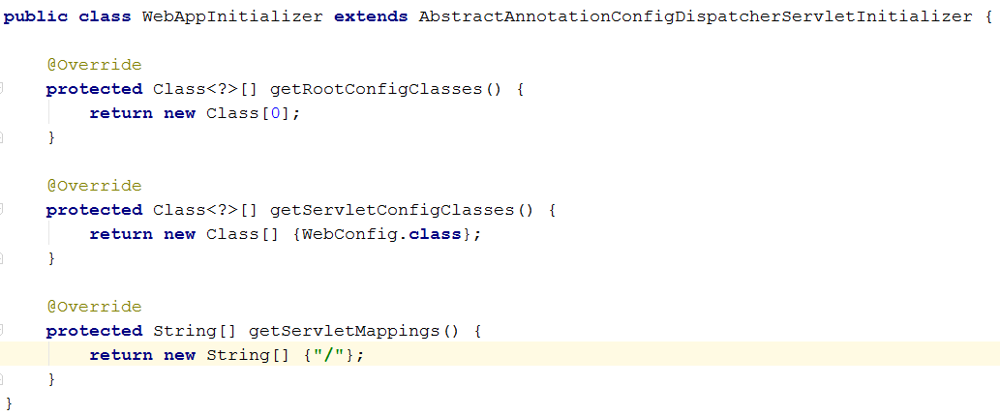 public class WebAppInitializer extends AbstractAnnotationConfigDispatcherServletInitializer {
@Override
protected Class<?>[] getRootConfigClasses() {
return new Class[0];
}
@Override
protected Class<?>[] getServletConfigClasses() {
return new Class[] {WebConfig.class};
}
@Override
protected String[] getServletMappings() {
return new String[] {"/"};
}
}